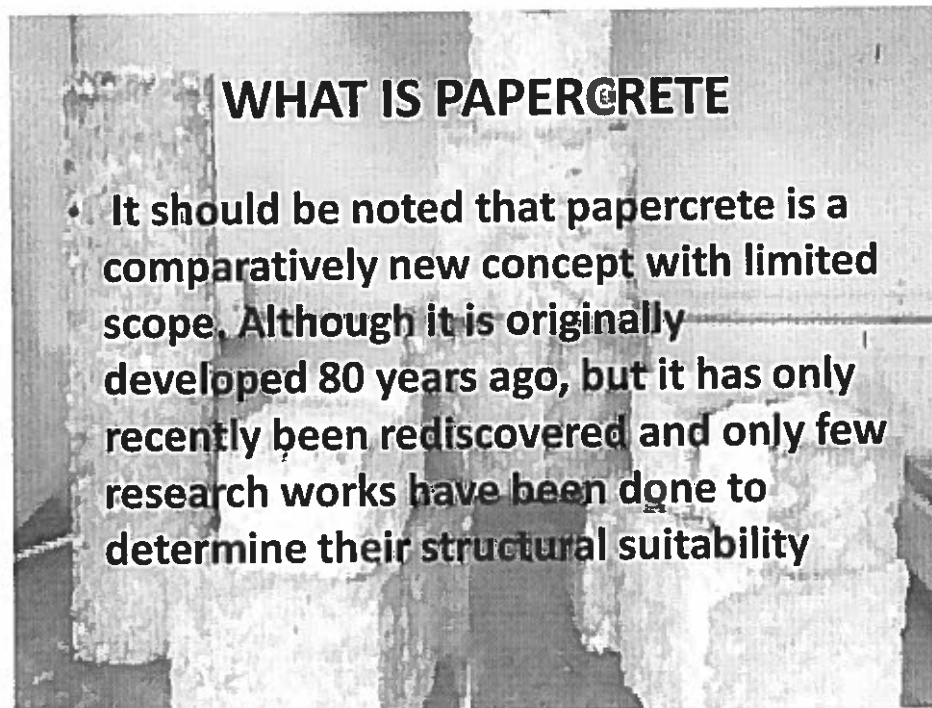 WHAT IS PAPERCRETE
• It should be noted that papercrete is a
comparatively new concept with limited
scope. Although it is originally
developed 80 years ago, but it has only
recently been rediscovered and only few
research works have been done to
determine their structural suitability